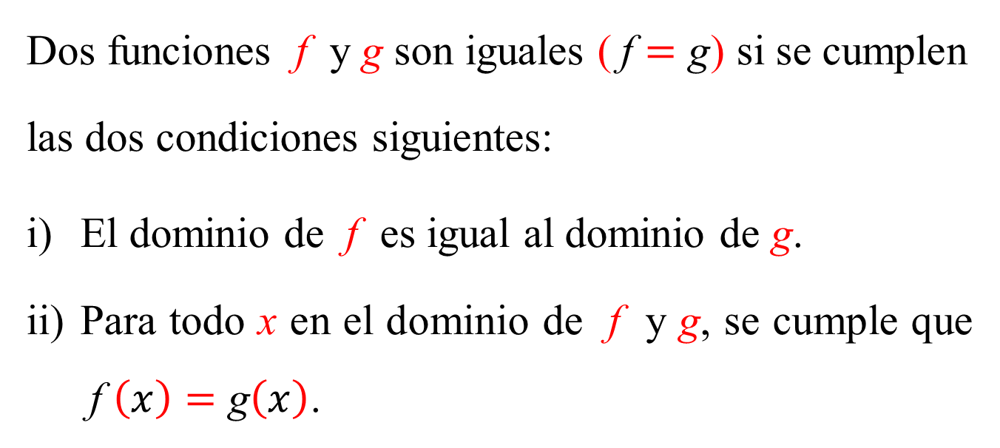 Dos funciones f y g son iguales (f = g) si se cumplen
las dos condiciones siguientes:
i) El dominio de f es igual al dominio de g.
ii) Para todo x en el dominio de f y g, se cumple que
f(x) = g(x).